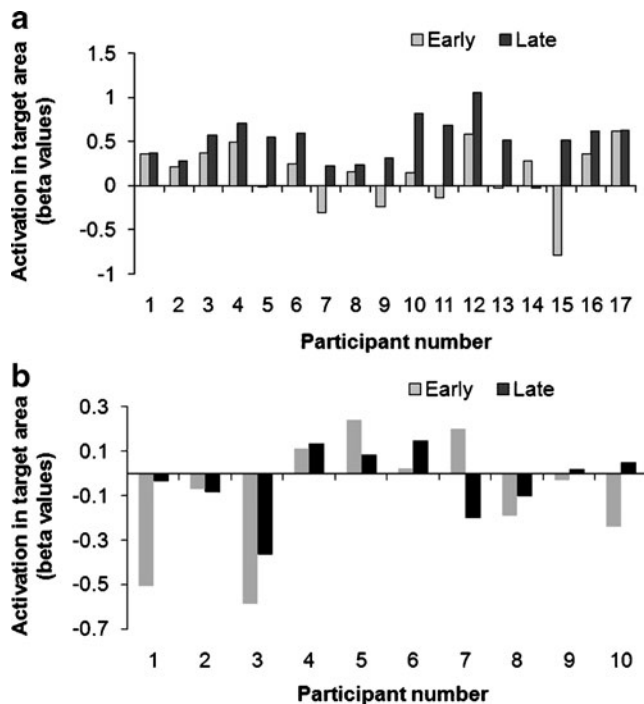 a
Early Late
1.5
1
0.5
0
-0.5
-1
1 2 3 4 5 6 7 8 9 10 11 12 13 14 15 16 17
Activation in target area
(beta values)
Participant number
b
Early Late
0.3
0.1
-0.1
-0.3
-0.5
-0.7
1 2 3 4 5 6 7 8 9 10
Activation in target area
(beta values)
Participant number